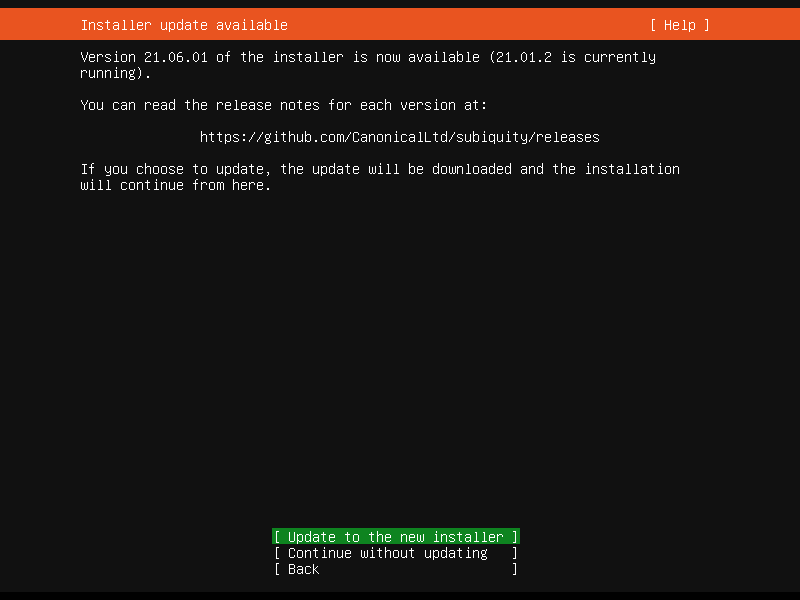 Installer update available [ Help ]
Version 21.06.01 of the installer is now available (21.01.2 is currently
running).
You can read the release notes for each version at:
https://github.com/CanonicalLtd/subiquity/releases
If you choose to update, the update will be downloaded and the installation
will continue from here.
[ Update to the new installer ]
[ Continue without updating ]
[ Back ]